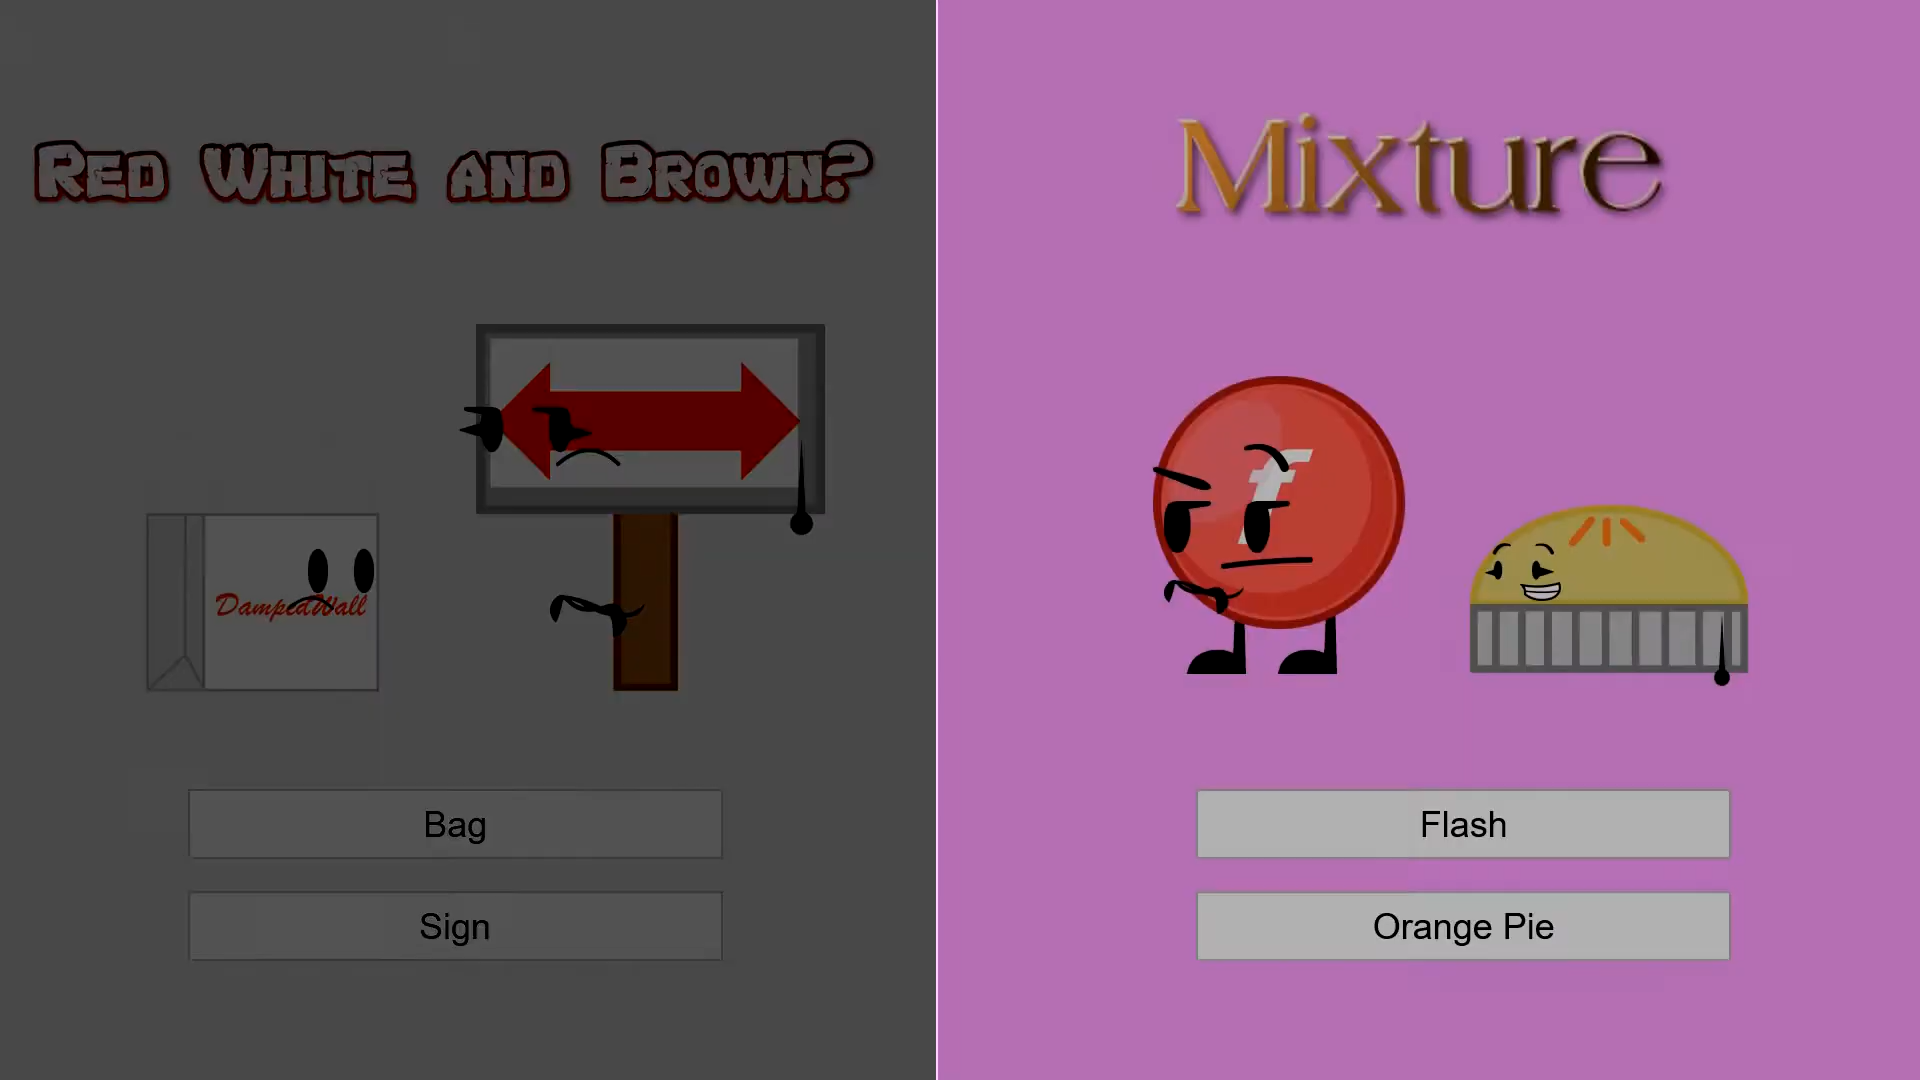 Red White and Brown?
DampedWall
Bag
Sign
Mixture
f
Flash
Orange Pie